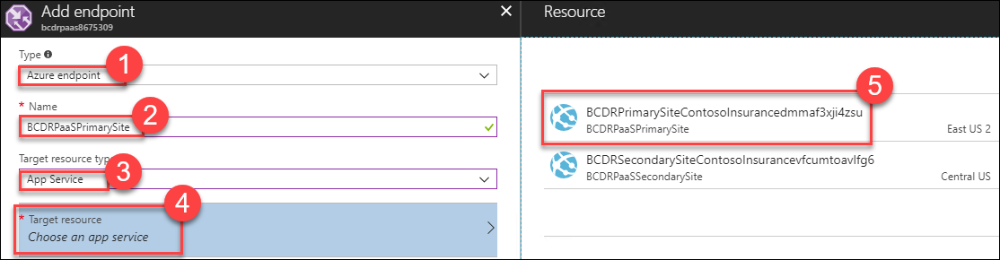 Add endpoint
bcdrpaas8675309
Type
1
Azure endpoint
* Name
2
BCDRPaaSPrimarySite
Target resource type
3
App Service
4
* Target resource
Choose an app service
Resource
5
BCDRPrimarySiteContosoInsurancedmmaf3xji4zsu
BCDRPaaSPrimarySite East US 2
BCDRSecondarySiteContosoInsurancevfcumtoavlfg6
BCDRPaaSSecondarySite Central US